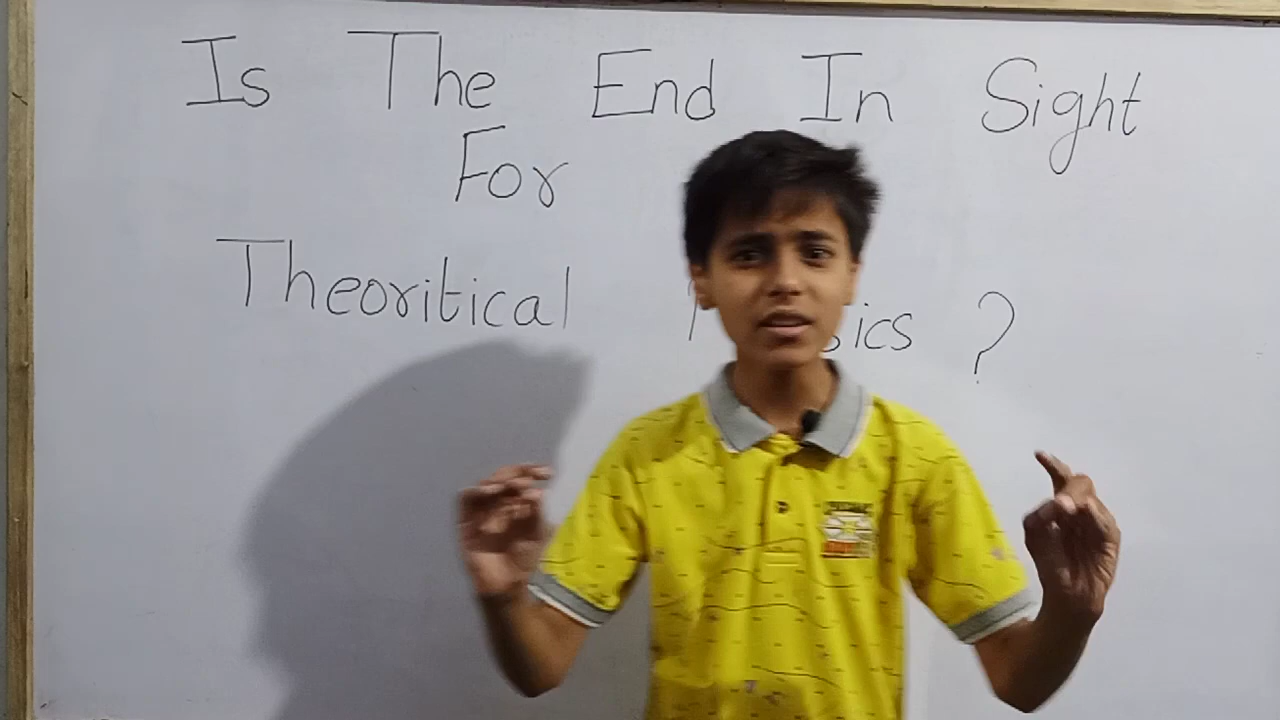 Is The End In Sight
For
Theoritical ?